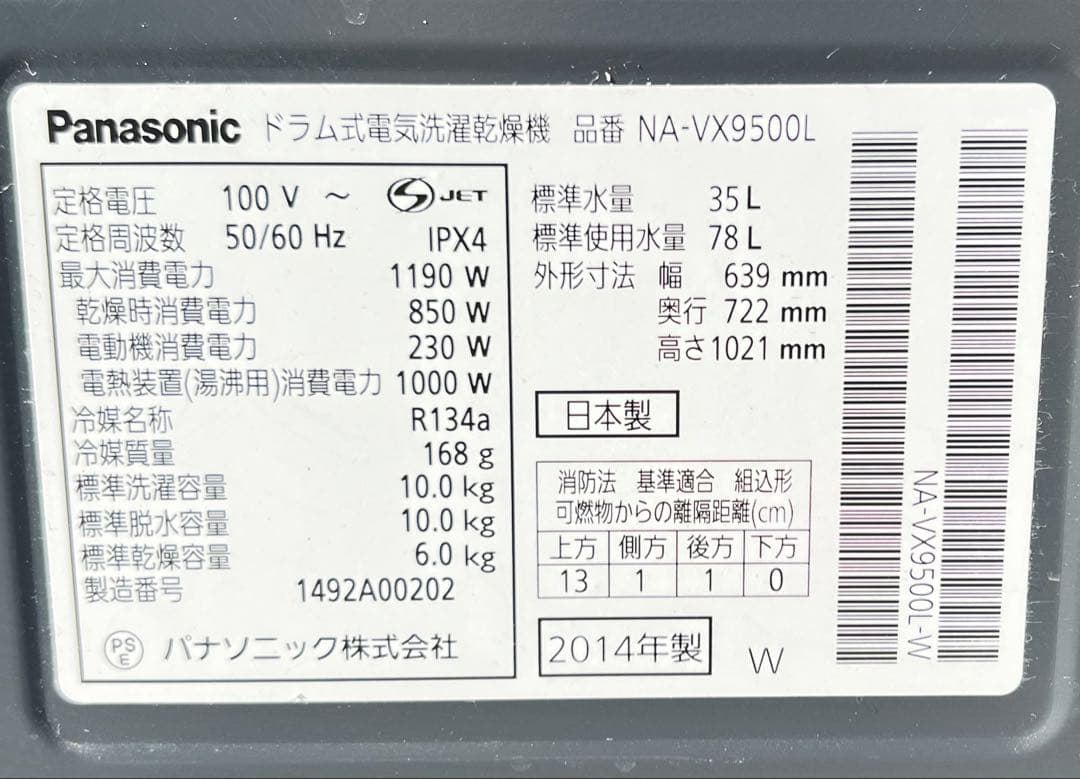 Panasonic ドラム式電気洗濯乾燥機 品番 NA-VX9500L
定格電圧 100 V ～ S JET
定格周波数 50/60 Hz IPX4
最大消費電力 1190 W
乾燥時消費電力 850 W
電動機消費電力 230 W
電熱装置(湯沸用)消費電力 1000 W
冷媒名称 R134a
冷媒質量 168 g
標準洗濯容量 10.0 kg
標準脱水容量 10.0 kg
標準乾燥容量 6.0 kg
製造番号 1492A00202
PS E パナソニック株式会社
標準水量 35 L
標準使用水量 78 L
外形寸法 幅 639 mm
奥行 722 mm
高さ 1021 mm
日本製
消防法 基準適合 組込形
可燃物からの離隔距離(cm)
上方 側方 後方 下方
13 1 1 0
2014年製 W
NA-VX9500L-W